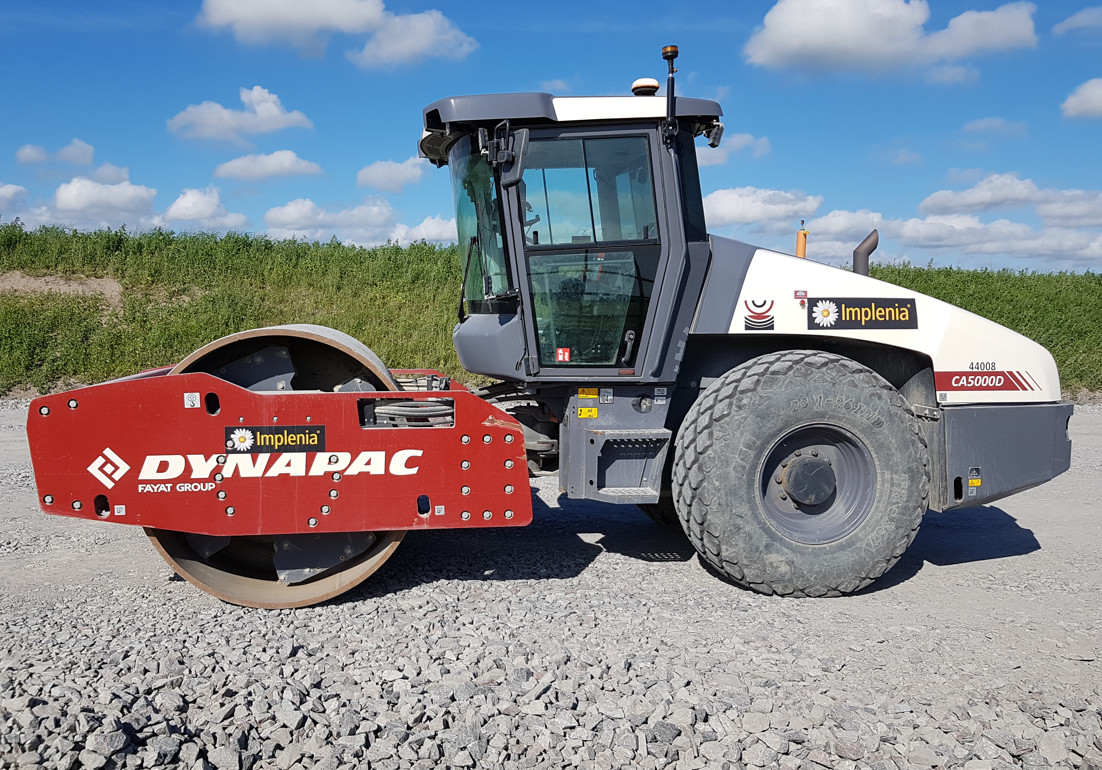 Implenia®
44008
CA5000D
Implenia®
DYNAPAC
FAYAT GROUP